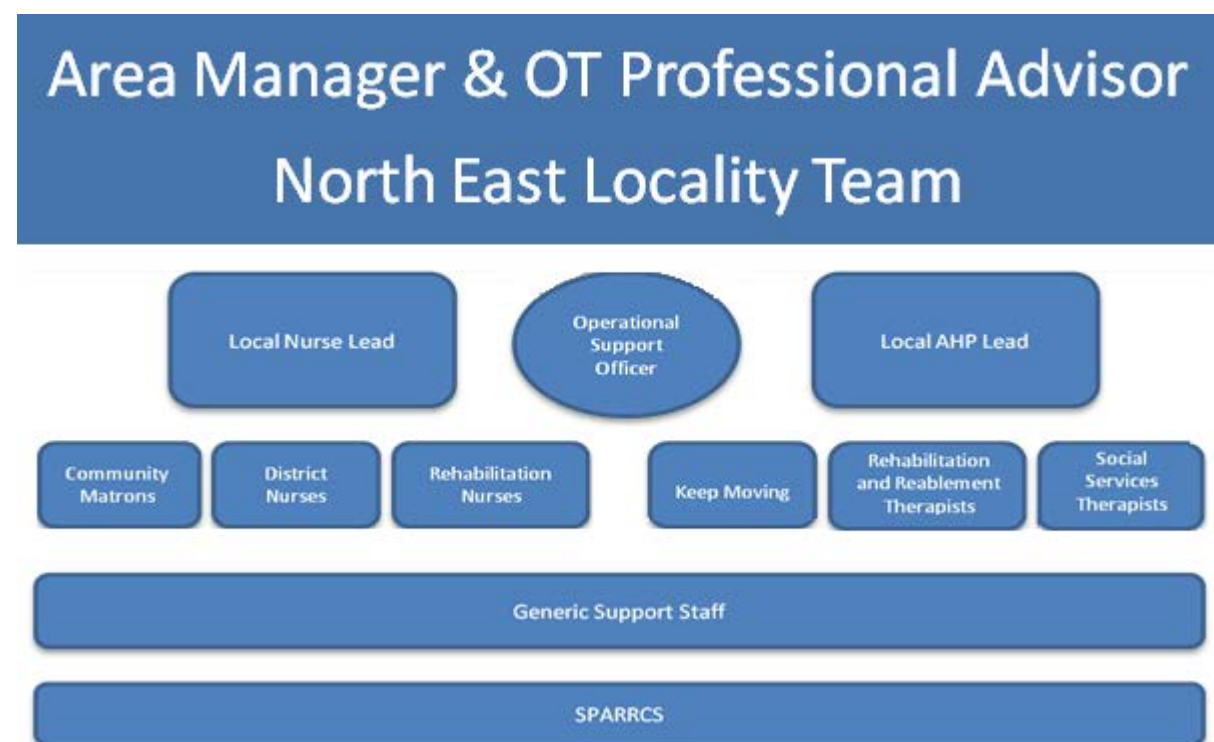 Area Manager & OT Professional Advisor
North East Locality Team
Local Nurse Lead
Operational
Support
Officer
Local AHP Lead
Community
Matrons
District
Nurses
Rehabilitation
Nurses
Keep Moving
Rehabilitation
and Reablement
Therapists
Social
Services
Therapists
Generic Support Staff
SPARRCS